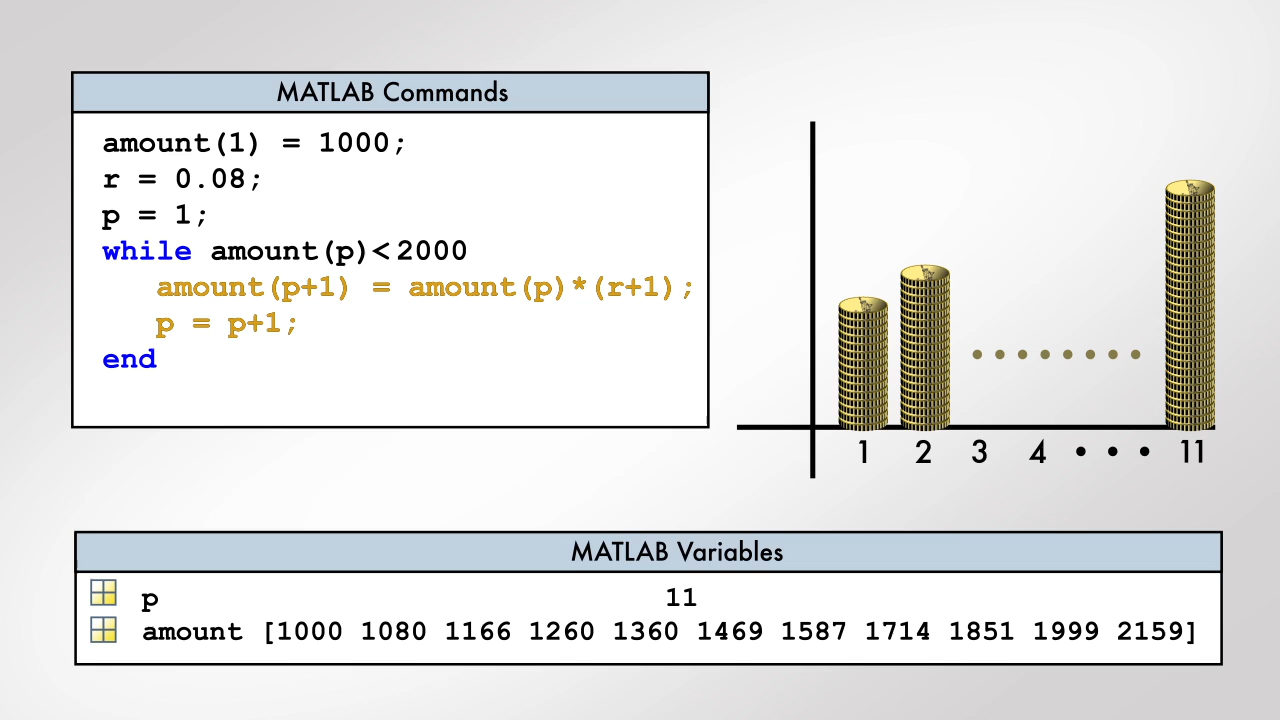 MATLAB Commands
amount(1) = 1000;
r = 0.08;
p = 1;
while amount(p)<2000
amount(p+1) = amount(p)*(r+1);
p = p+1;
end
1 2 3 4 • • • 11
MATLAB Variables
p 11
amount [1000 1080 1166 1260 1360 1469 1587 1714 1851 1999 2159]